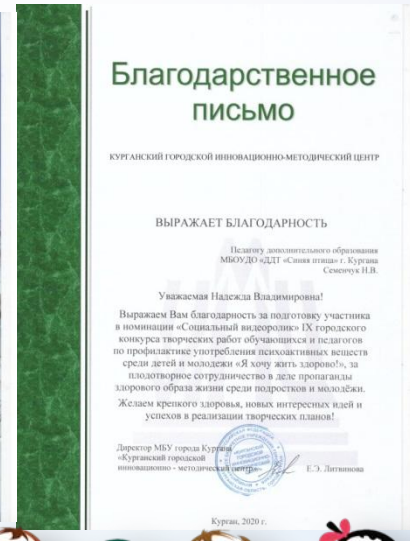 Благодарственное
письмо
КУРГАНСКИЙ ГОРОДСКОЙ ИННОВАЦИОННО-МЕТОДИЧЕСКИЙ ЦЕНТР
ВЫРАЖАЕТ БЛАГОДАРНОСТЬ
Педагогу дополнительного образования
МБОУДО «ДДТ «Синяя птица» г. Кургана
Семенчук Н.В.
Уважаемая Надежда Владимировна!
Выражаем Вам благодарность за подготовку участника
в номинации «Социальный видеоролик» IX городского
конкурса творческих работ обучающихся и педагогов
по профилактике употребления психоактивных веществ
среди детей и молодежи «Я хочу жить здорово!», за
плодотворное сотрудничество в деле пропаганды
здорового образа жизни среди подростков и молодёжи.
Желаем крепкого здоровья, новых интересных идей и
успехов в реализации творческих планов!
Директор МБУ города Кургана
«Курганский городской
инновационно - методический центр» Е.Э. Литвинова
Курган, 2020 г.